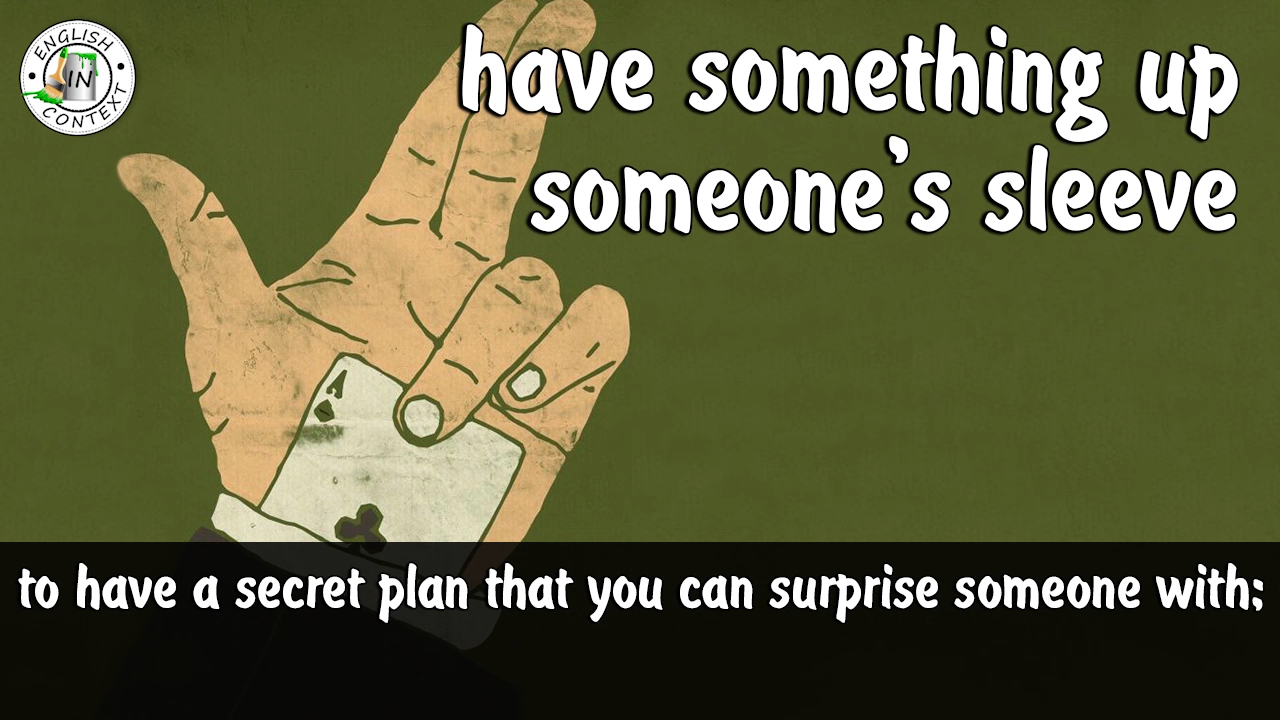 ENGLISH
IN
CONTEXT
have something up
someone's sleeve
A
to have a secret plan that you can surprise someone with;